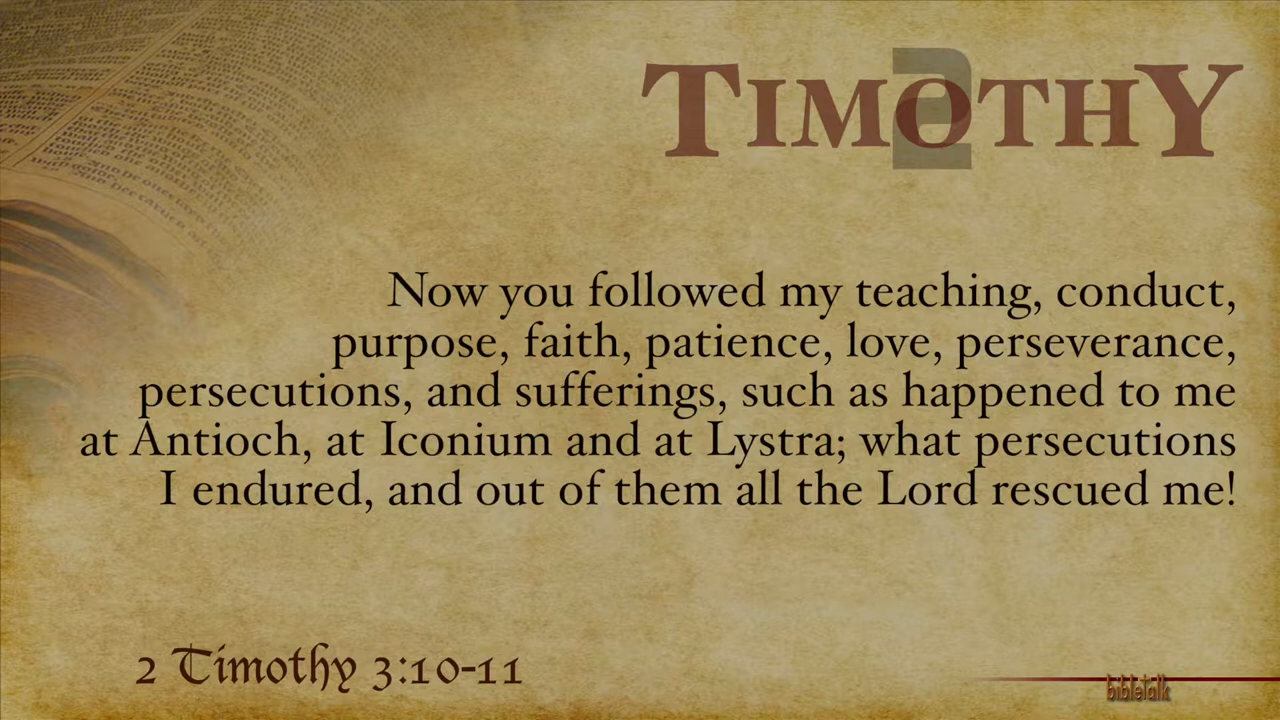 2
TIMOTHY
Now you followed my teaching, conduct,
purpose, faith, patience, love, perseverance,
persecutions, and sufferings, such as happened to me
at Antioch, at Iconium and at Lystra; what persecutions
I endured, and out of them all the Lord rescued me!
2 Timothy 3:10-11
bibletalk